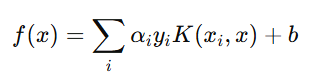 f(x) = ∑_i α_i y_i K(x_i, x) + b